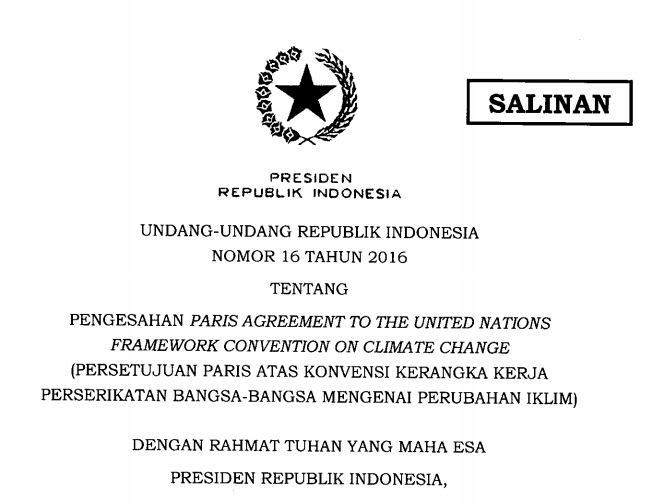 SALINAN
PRESIDEN
REPUBLIK INDONESIA
UNDANG-UNDANG REPUBLIK INDONESIA
NOMOR 16 TAHUN 2016
TENTANG
PENGESAHAN PARIS AGREEMENT TO THE UNITED NATIONS
FRAMEWORK CONVENTION ON CLIMATE CHANGE
(PERSETUJUAN PARIS ATAS KONVENSI KERANGKA KERJA
PERSERIKATAN BANGSA-BANGSA MENGENAI PERUBAHAN IKLIM)
DENGAN RAHMAT TUHAN YANG MAHA ESA
PRESIDEN REPUBLIK INDONESIA,